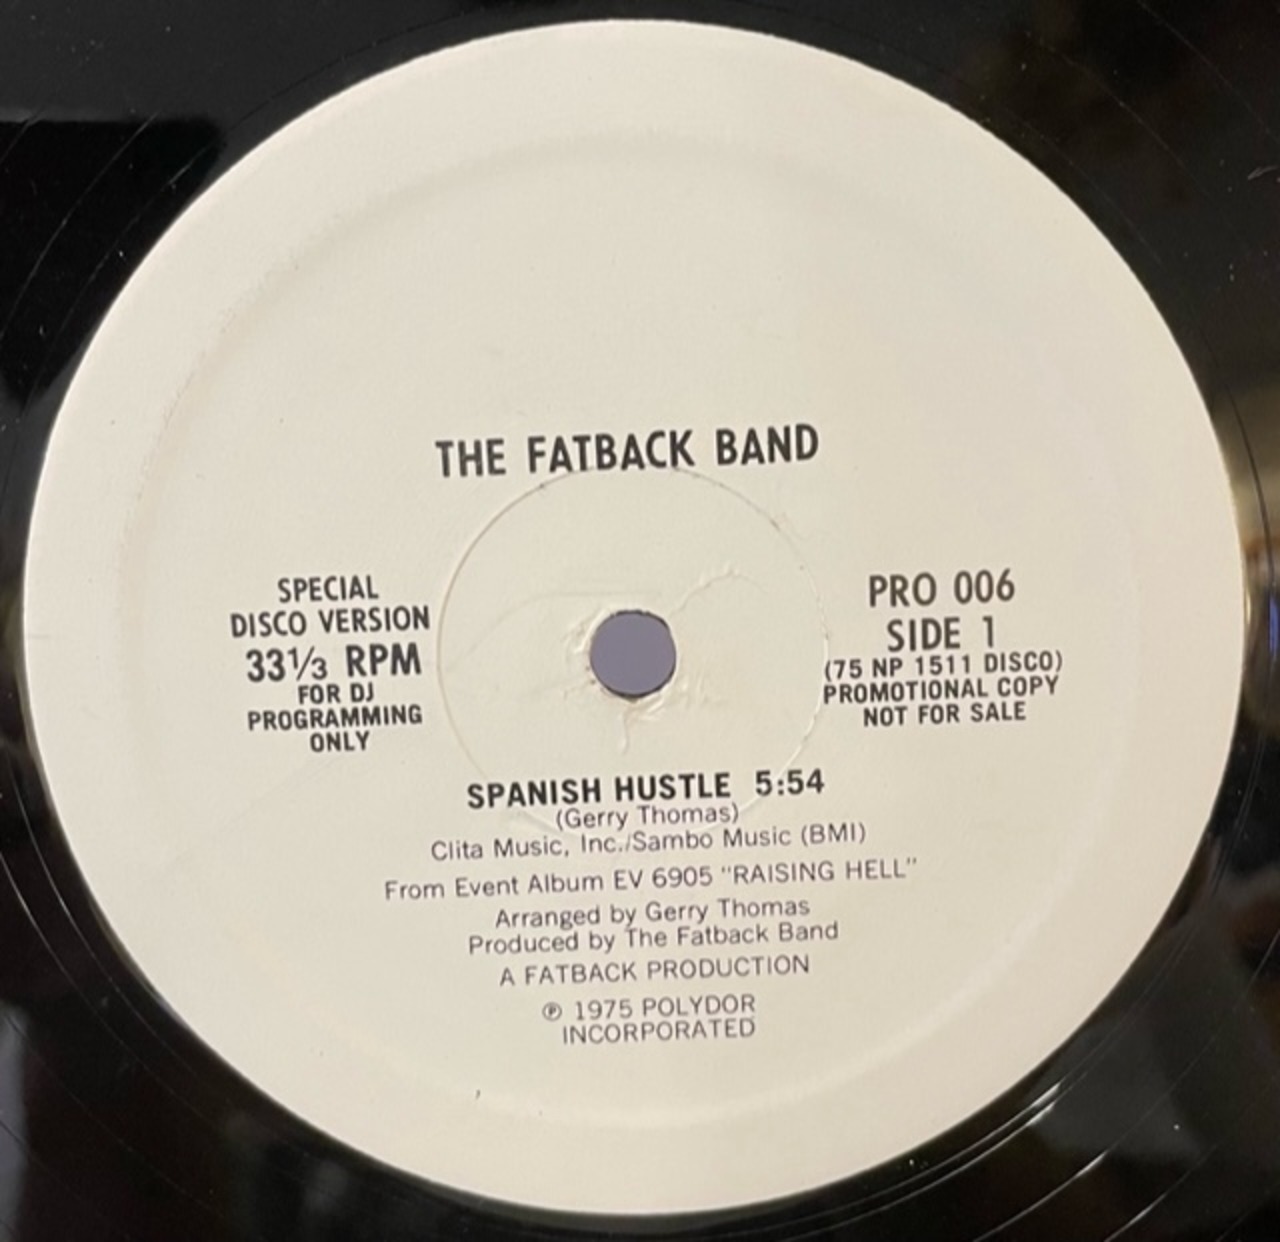 THE FATBACK BAND
SPECIAL
DISCO VERSION
33⅓ RPM
FOR DJ
PROGRAMMING
ONLY
PRO 006
SIDE 1
(75 NP 1511 DISCO)
PROMOTIONAL COPY
NOT FOR SALE
SPANISH HUSTLE 5:54
(Gerry Thomas)
Clita Music, Inc./Sambo Music (BMI)
From Event Album EV 6905 "RAISING HELL"
Arranged by Gerry Thomas
Produced by The Fatback Band
A FATBACK PRODUCTION
℗ 1975 POLYDOR
INCORPORATED